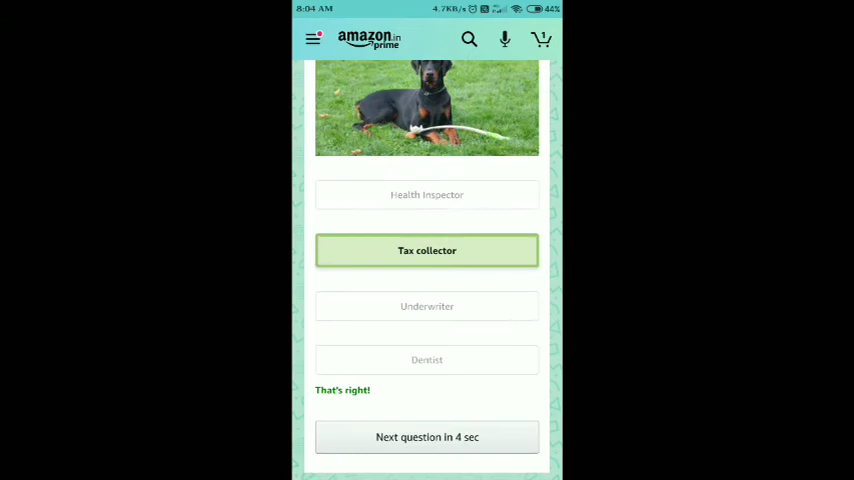 8:04 AM 4.7KB/s 44%
amazon.in
prime
1
Health Inspector
Tax collector
Underwriter
Dentist
That's right!
Next question in 4 sec